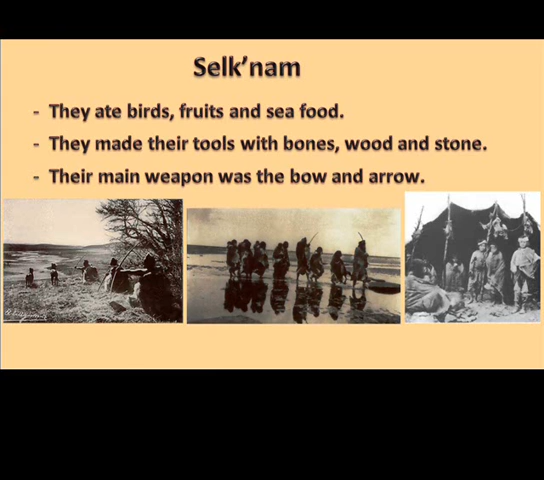 Selk'nam
- They ate birds, fruits and sea food.
- They made their tools with bones, wood and stone.
- Their main weapon was the bow and arrow.